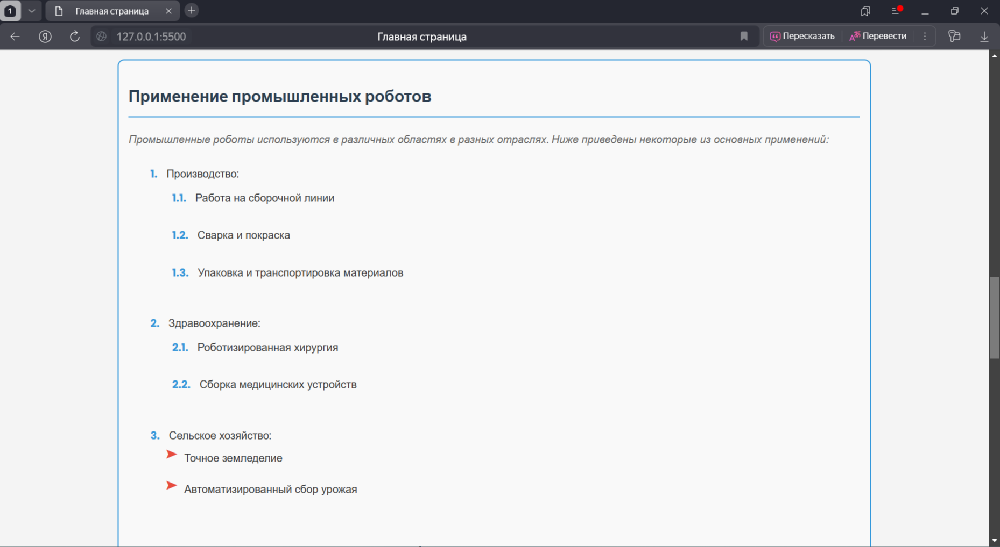 1
Главная страница
127.0.0.1:5500
Главная страница
Пересказать
Перевести
Применение промышленных роботов
Промышленные роботы используются в различных областях в разных отраслях. Ниже приведены некоторые из основных применений:
1. Производство:
1.1. Работа на сборочной линии
1.2. Сварка и покраска
1.3. Упаковка и транспортировка материалов
2. Здравоохранение:
2.1. Роботизированная хирургия
2.2. Сборка медицинских устройств
3. Сельское хозяйство:
➤ Точное земледелие
➤ Автоматизированный сбор урожая